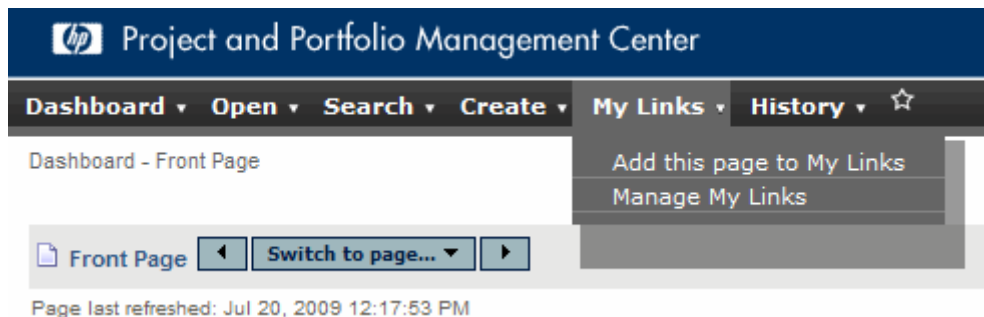 hp Project and Portfolio Management Center
Dashboard Open Search Create My Links History
Dashboard - Front Page
Add this page to My Links
Manage My Links
Front Page Switch to page...
Page last refreshed: Jul 20, 2009 12:17:53 PM